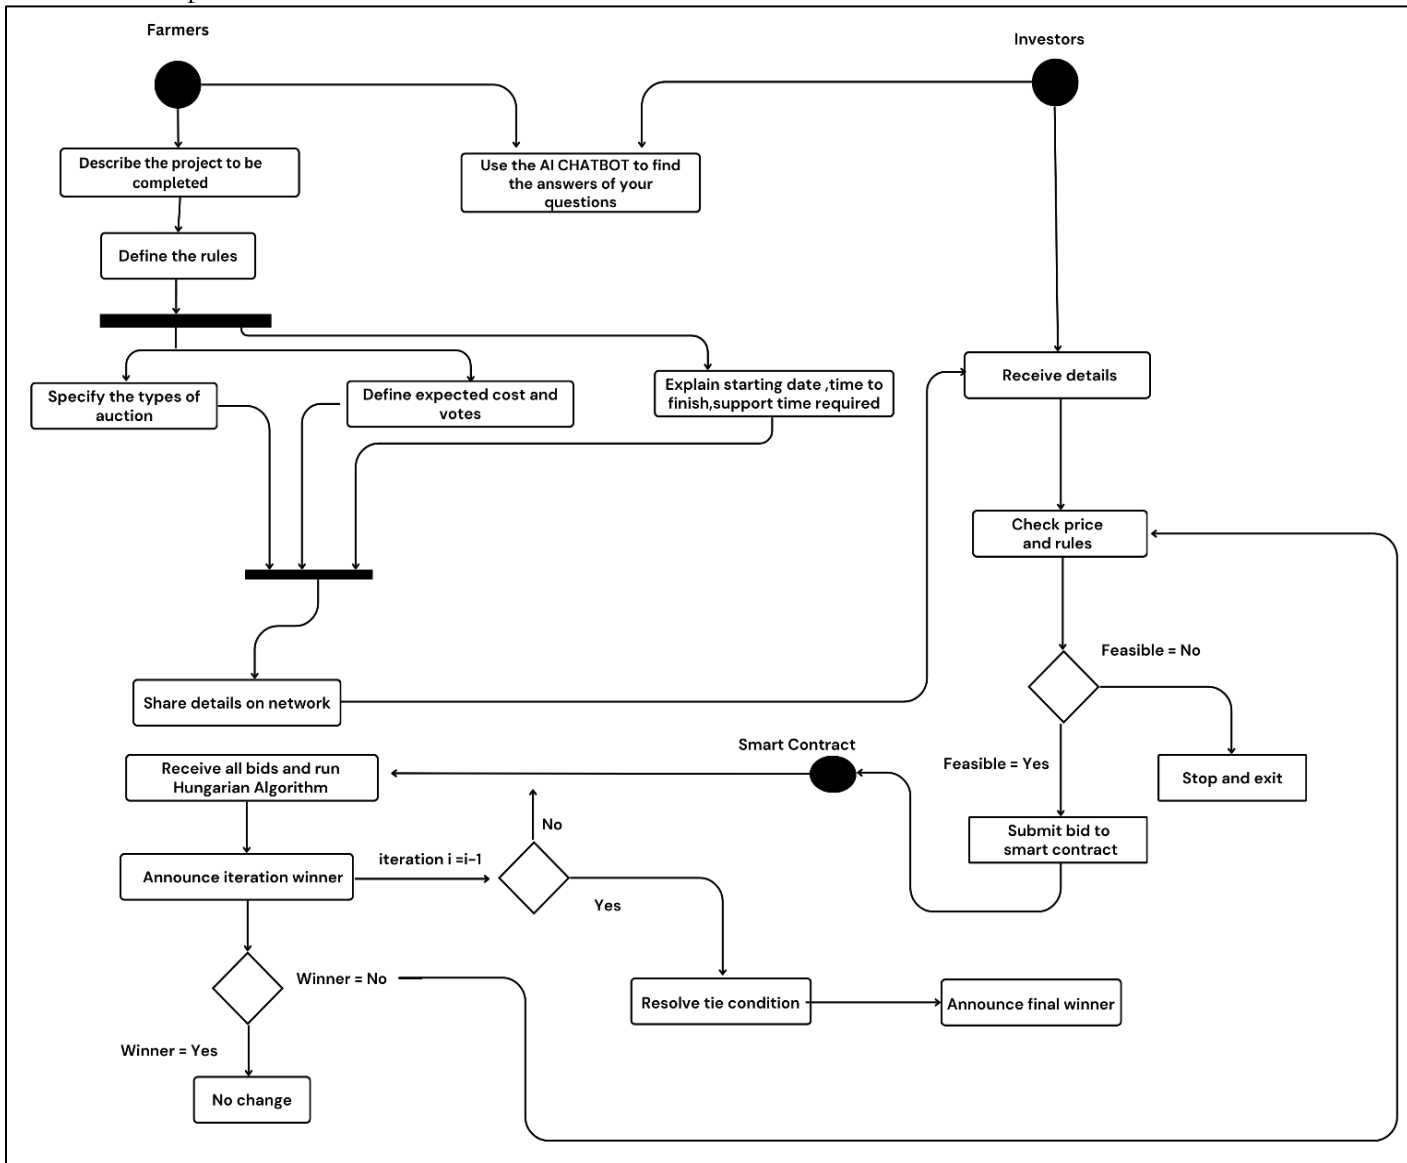 Farmers
Investors
Describe the project to be
completed
Use the AI CHATBOT to find
the answers of your
questions
Define the rules
Specify the types of
auction
Define expected cost and
votes
Explain starting date ,time to
finish,support time required
Receive details
Check price
and rules
Feasible = No
Share details on network
Smart Contract
Feasible = Yes
Stop and exit
Receive all bids and run
Hungarian Algorithm
No
Submit bid to
smart contract
iteration i =i-1
Announce iteration winner
Yes
Winner = No
Resolve tie condition
Announce final winner
Winner = Yes
No change